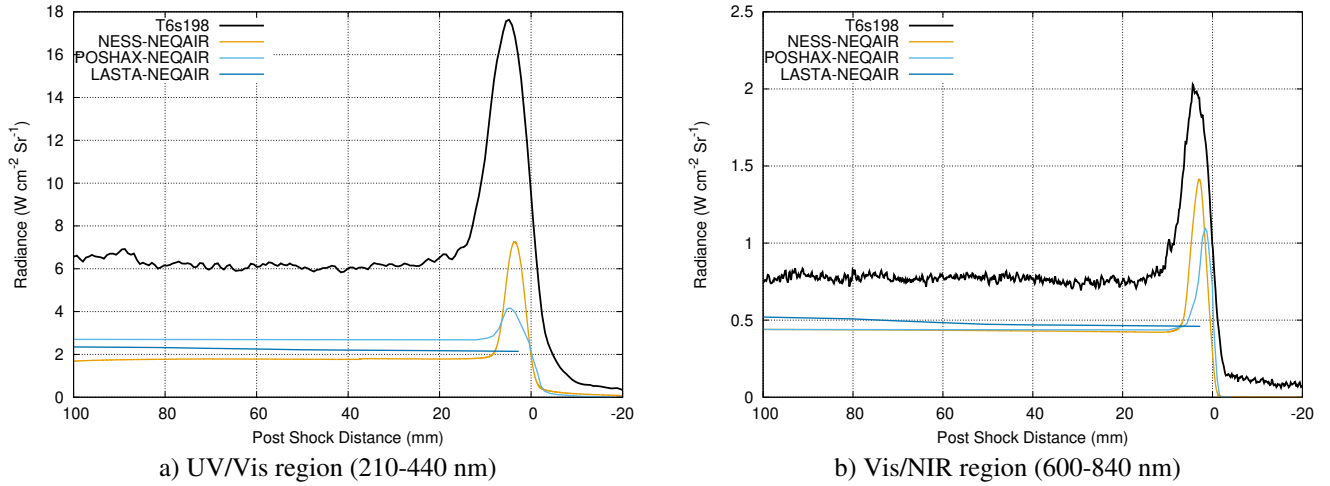 T6s198
NESS-NEQAIR
POSHAX-NEQAIR
LASTA-NEQAIR
Radiance (W cm⁻² Sr⁻¹)
18
16
14
12
10
8
6
4
2
0
100 80 60 40 20 0 -20
Post Shock Distance (mm)
a) UV/Vis region (210-440 nm)
T6s198
NESS-NEQAIR
POSHAX-NEQAIR
LASTA-NEQAIR
Radiance (W cm⁻² Sr⁻¹)
2.5
2
1.5
1
0.5
0
100 80 60 40 20 0 -20
Post Shock Distance (mm)
b) Vis/NIR region (600-840 nm)